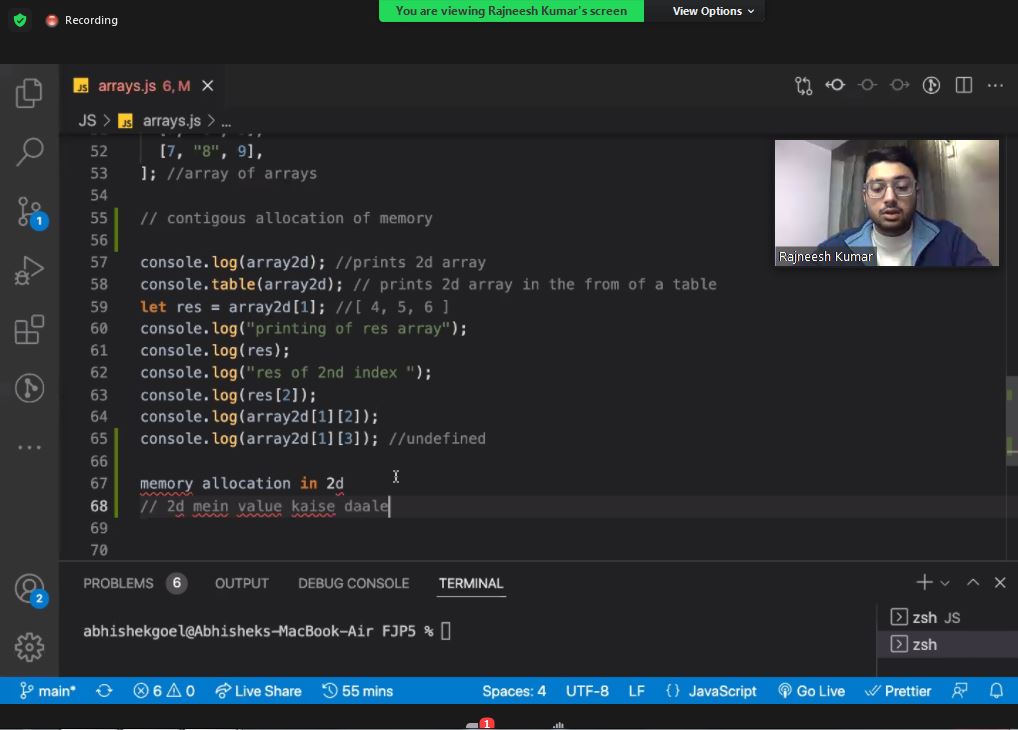 Recording
You are viewing Rajneesh Kumar's screen
View Options
JS arrays.js 6, M
JS > JS arrays.js > ...
52 [7, "8", 9],
53 ]; //array of arrays
54
55 // contigous allocation of memory
56
57 console.log(array2d); //prints 2d array
58 console.table(array2d); // prints 2d array in the from of a table
59 let res = array2d[1]; //[ 4, 5, 6 ]
60 console.log("printing of res array");
61 console.log(res);
62 console.log("res of 2nd index ");
63 console.log(res[2]);
64 console.log(array2d[1][2]);
65 console.log(array2d[1][3]); //undefined
66
67 memory allocation in 2d
68 // 2d mein value kaise daale
69
70
Rajneesh Kumar
1
2
PROBLEMS 6 OUTPUT DEBUG CONSOLE TERMINAL
abhishekgoel@Abhisheks-MacBook-Air FJP5 %
zsh JS
zsh
main* 6 0 Live Share 55 mins Spaces: 4 UTF-8 LF {} JavaScript Go Live Prettier
1